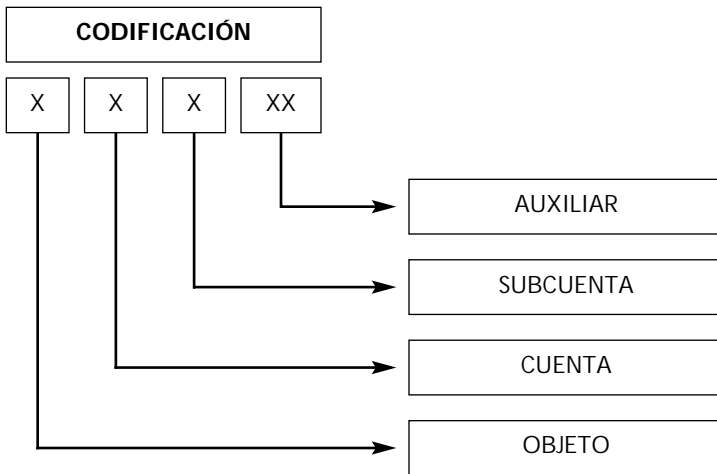 CODIFICACIÓN
X X X XX
AUXILIAR
SUBCUENTA
CUENTA
OBJETO